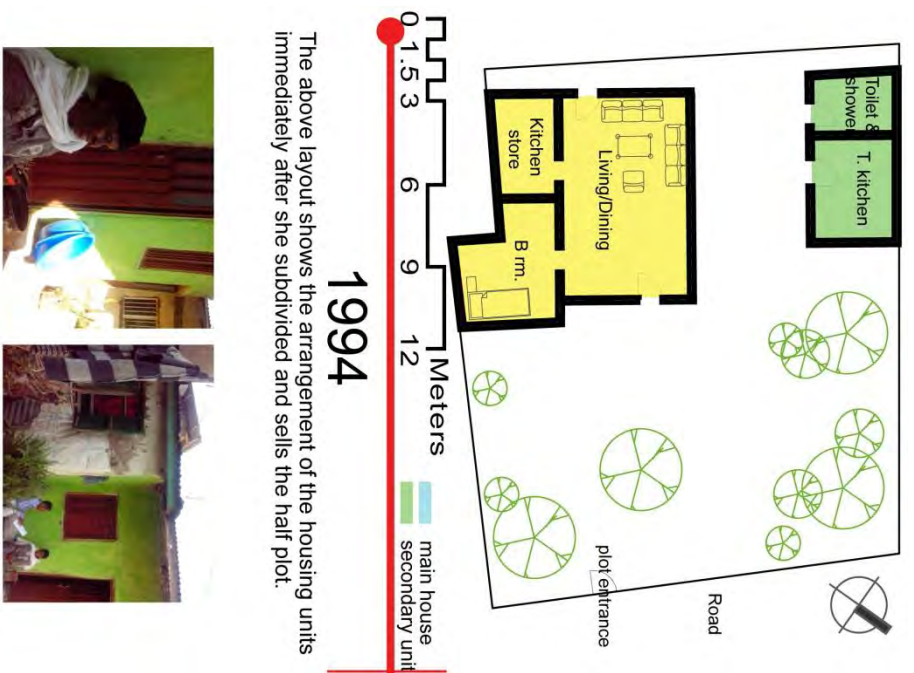 Toilet &
shower
T. kitchen
Living/Dining
Kitchen
store
B rm.
plot entrance
Road
0 1.5 3 6 9 12 Meters
main house
secondary unit
1994
The above layout shows the arrangement of the housing units
immediately after she subdivided and sells the half plot.